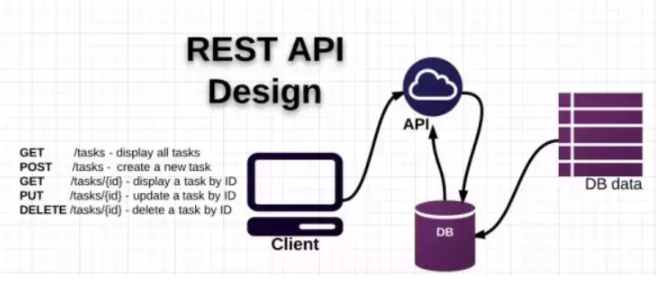 REST API
Design
GET /tasks - display all tasks
POST /tasks - create a new task
GET /tasks/{id} - display a task by ID
PUT /tasks/{id} - update a task by ID
DELETE /tasks/{id} - delete a task by ID
Client
API
DB
DB data